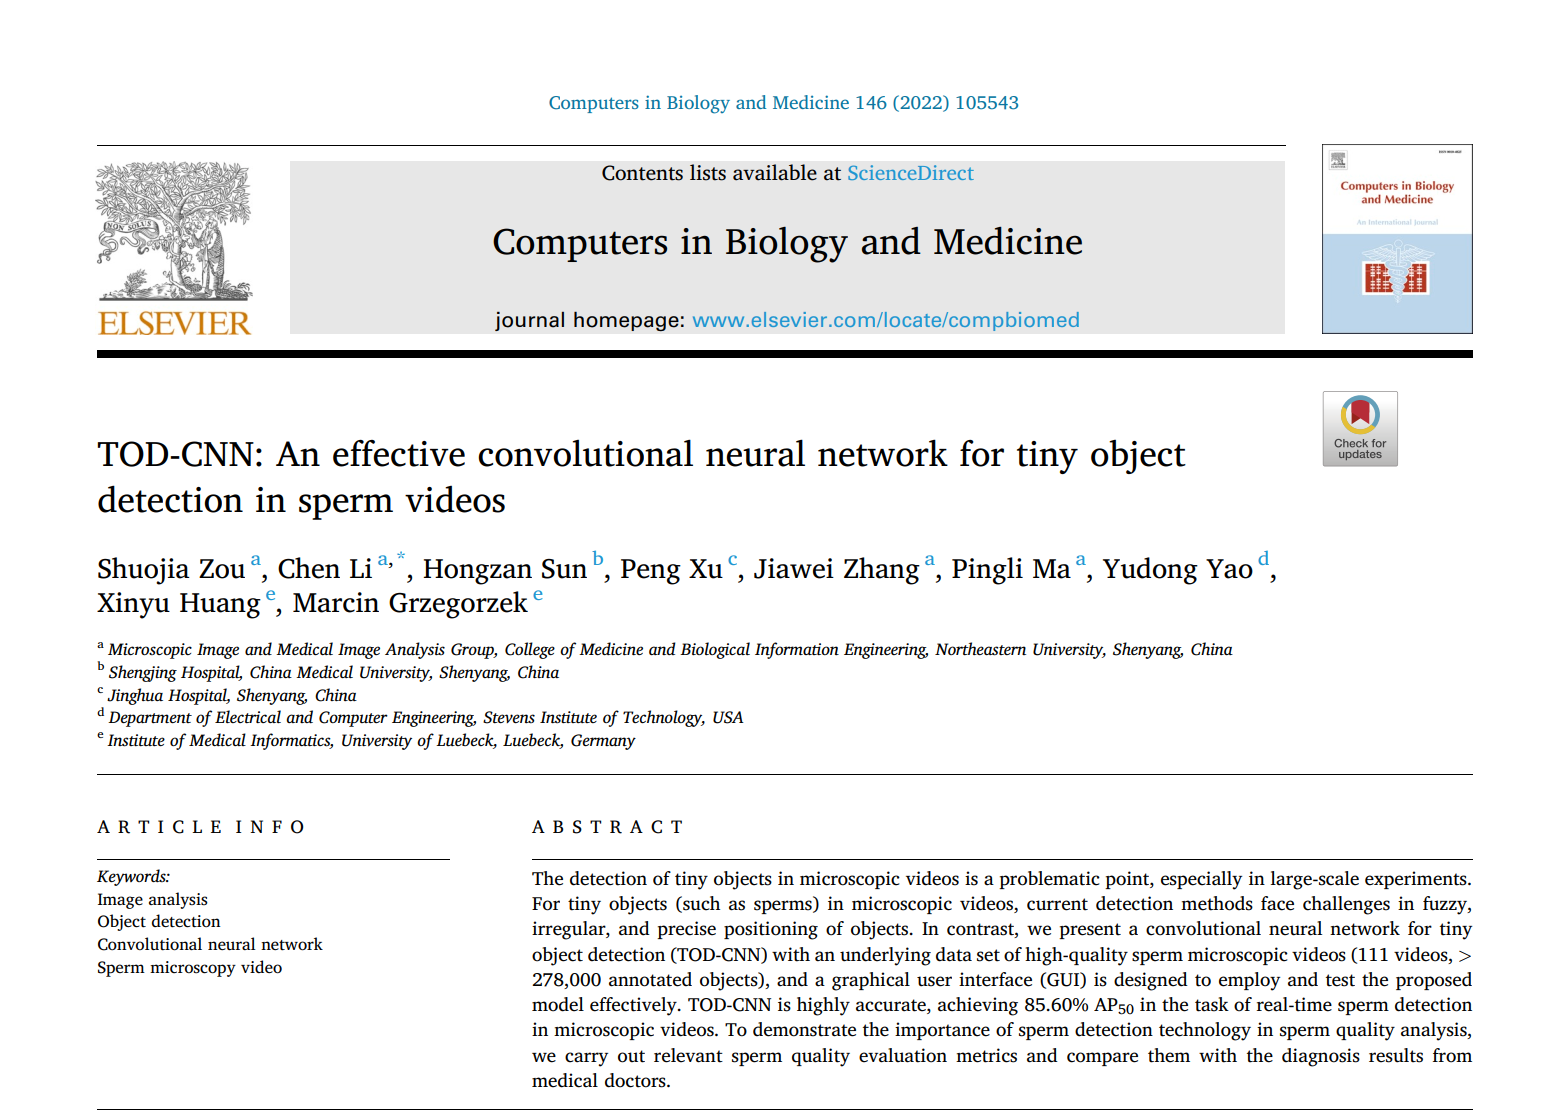 Computers in Biology and Medicine 146 (2022) 105543
Contents lists available at ScienceDirect
Computers in Biology and Medicine
journal homepage: www.elsevier.com/locate/compbiomed
NON SOLUS
ELSEVIER
ELSEVIER
Computers in Biology
and Medicine
An International Journal
Check for
updates
TOD-CNN: An effective convolutional neural network for tiny object
detection in sperm videos
Shuojia Zou a, Chen Li a,*, Hongzan Sun b, Peng Xu c, Jiawei Zhang a, Pingli Ma a, Yudong Yao d,
Xinyu Huang e, Marcin Grzegorzek e
a Microscopic Image and Medical Image Analysis Group, College of Medicine and Biological Information Engineering, Northeastern University, Shenyang, China
b Shengjing Hospital, China Medical University, Shenyang, China
c Jinghua Hospital, Shenyang, China
d Department of Electrical and Computer Engineering, Stevens Institute of Technology, USA
e Institute of Medical Informatics, University of Luebeck, Luebeck, Germany
ARTICLE INFO
Keywords:
Image analysis
Object detection
Convolutional neural network
Sperm microscopy video
ABSTRACT
The detection of tiny objects in microscopic videos is a problematic point, especially in large-scale experiments.
For tiny objects (such as sperms) in microscopic videos, current detection methods face challenges in fuzzy,
irregular, and precise positioning of objects. In contrast, we present a convolutional neural network for tiny
object detection (TOD-CNN) with an underlying data set of high-quality sperm microscopic videos (111 videos, >
278,000 annotated objects), and a graphical user interface (GUI) is designed to employ and test the proposed
model effectively. TOD-CNN is highly accurate, achieving 85.60% AP50 in the task of real-time sperm detection
in microscopic videos. To demonstrate the importance of sperm detection technology in sperm quality analysis,
we carry out relevant sperm quality evaluation metrics and compare them with the diagnosis results from
medical doctors.